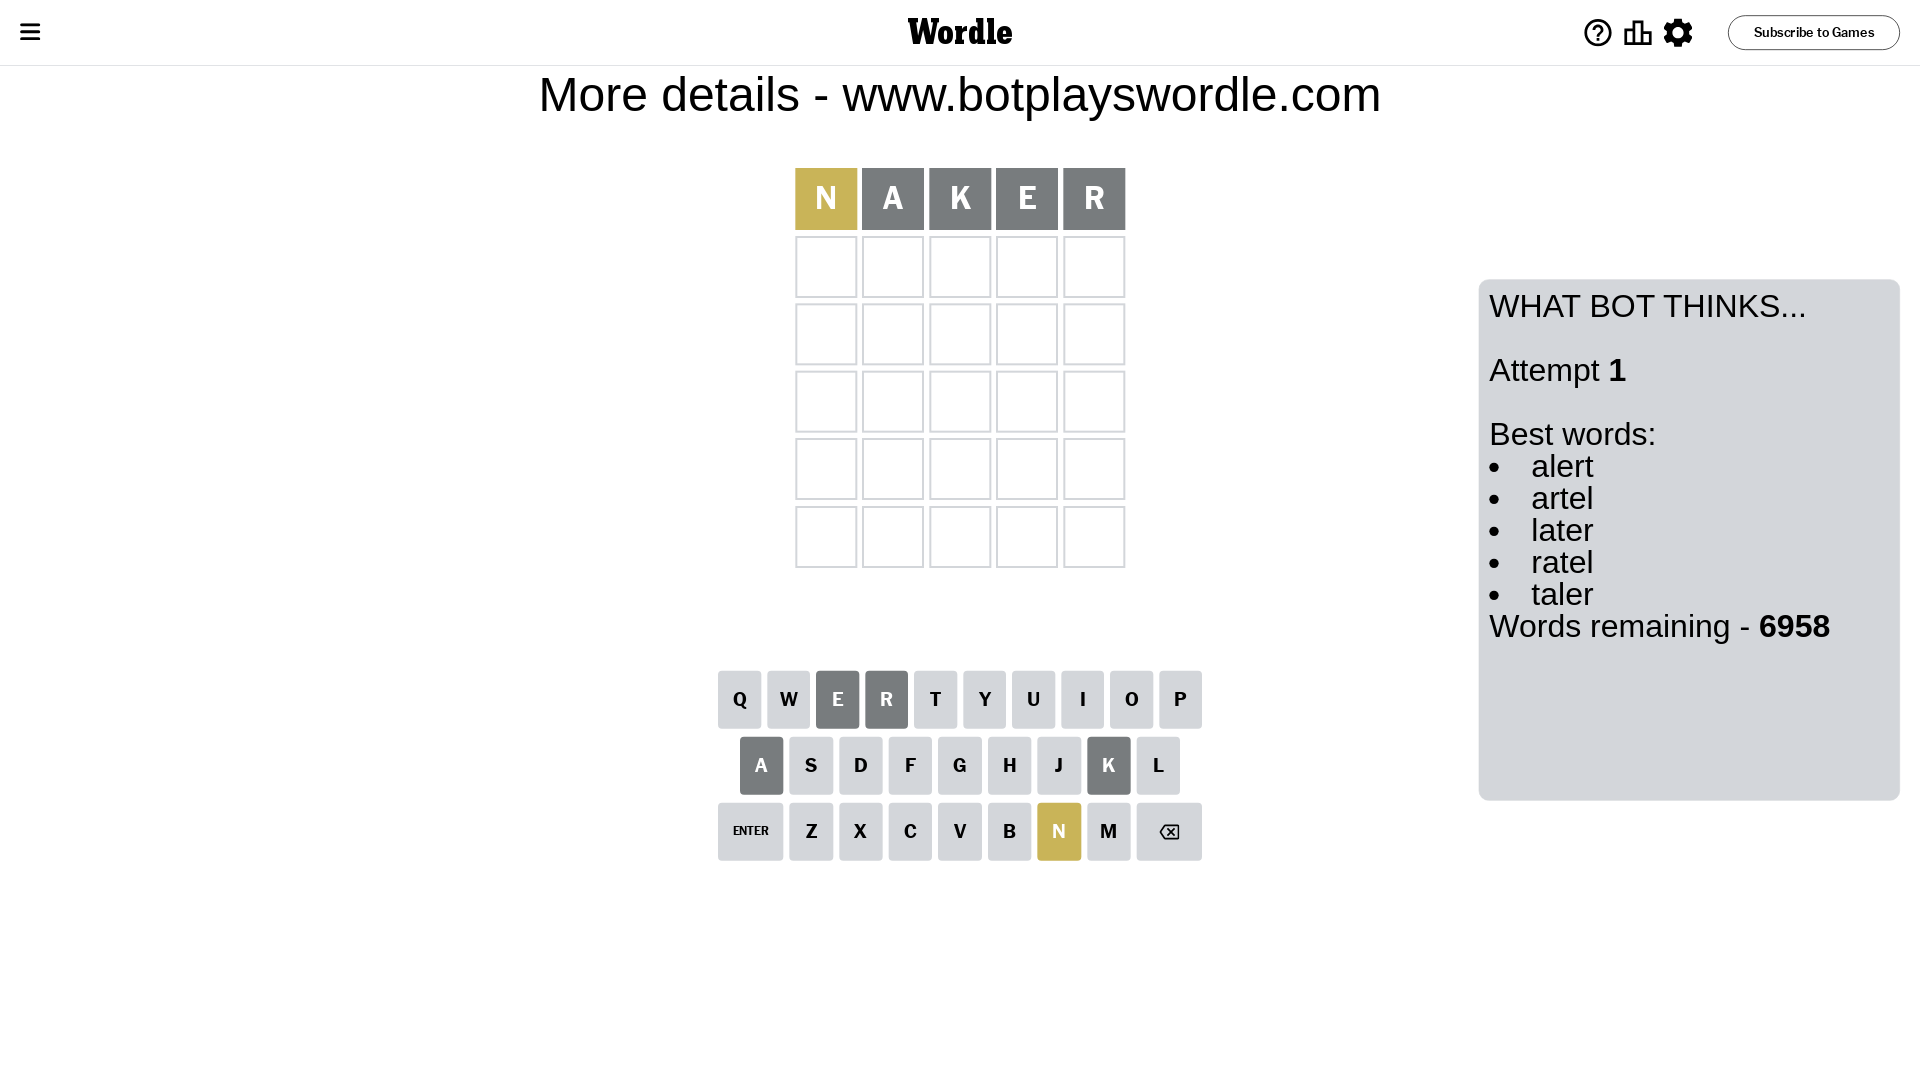 Wordle
Subscribe to Games
More details - www.botplayswordle.com
N A K E R
WHAT BOT THINKS...
Attempt 1
Best words:
• alert
• artel
• later
• ratel
• taler
Words remaining - 6958
Q W E R T Y U I O P
A S D F G H J K L
ENTER Z X C V B N M